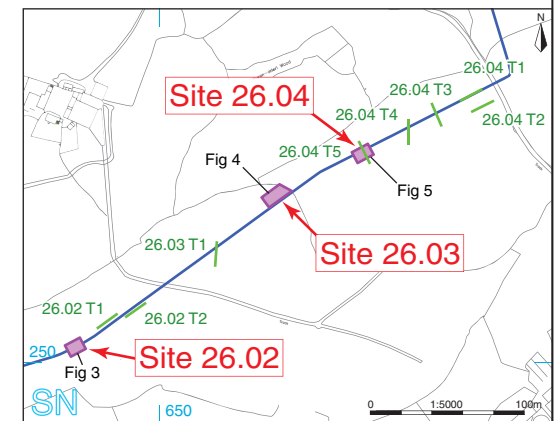 N
26.04 T1
26.04 T3
Site 26.04
26.04 T4
26.04 T2
26.04 T5
Fig 4
Fig 5
26.03 T1
Site 26.03
26.02 T1
26.02 T2
250
Site 26.02
Fig 3
SN
650
0
1:5000
100m